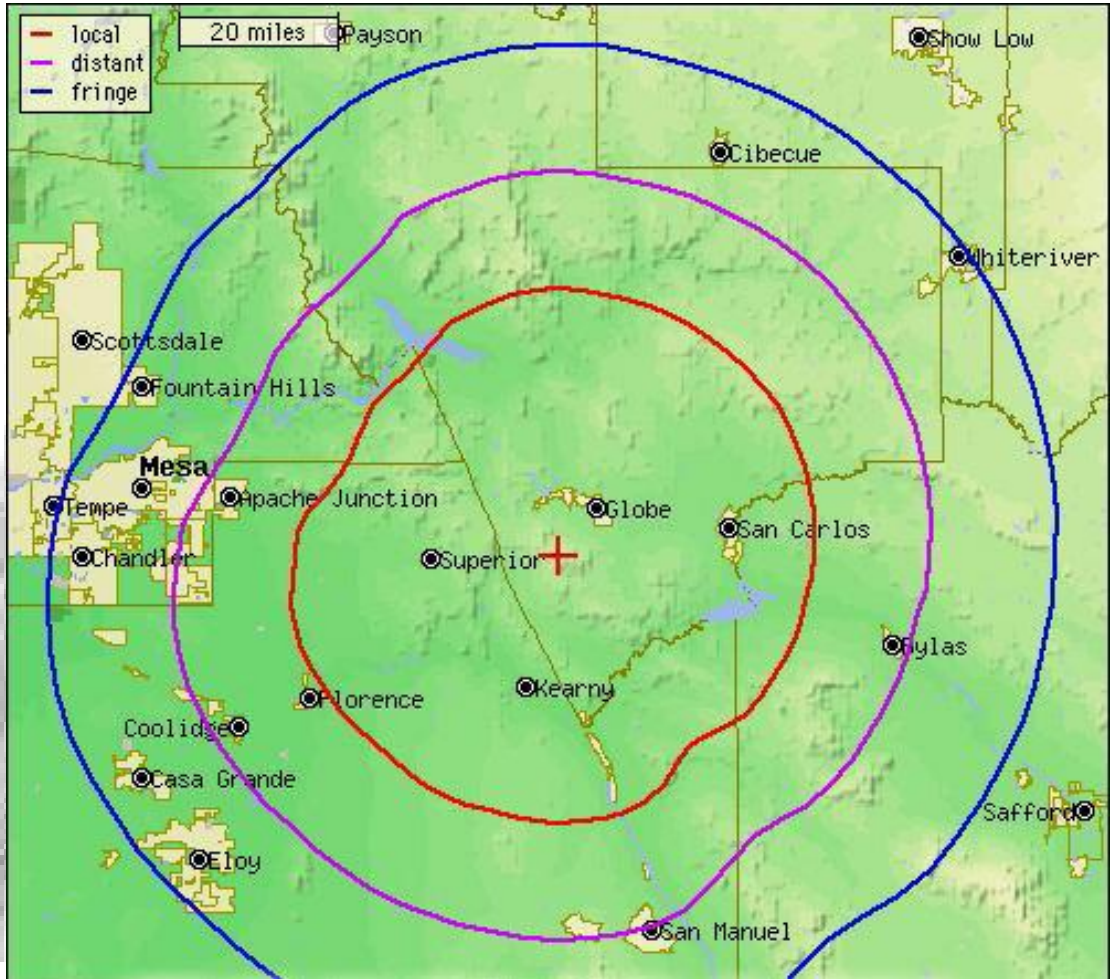 local
distant
fringe
20 miles
Payson
Show Low
Cibecue
Whiteriver
Scottsdale
Fountain Hills
Mesa
Tempe
Apache Junction
Globe
San Carlos
Chandler
Superior
Bylas
Kearny
Florence
Coolidge
Casa Grande
Safford
Eloy
San Manuel